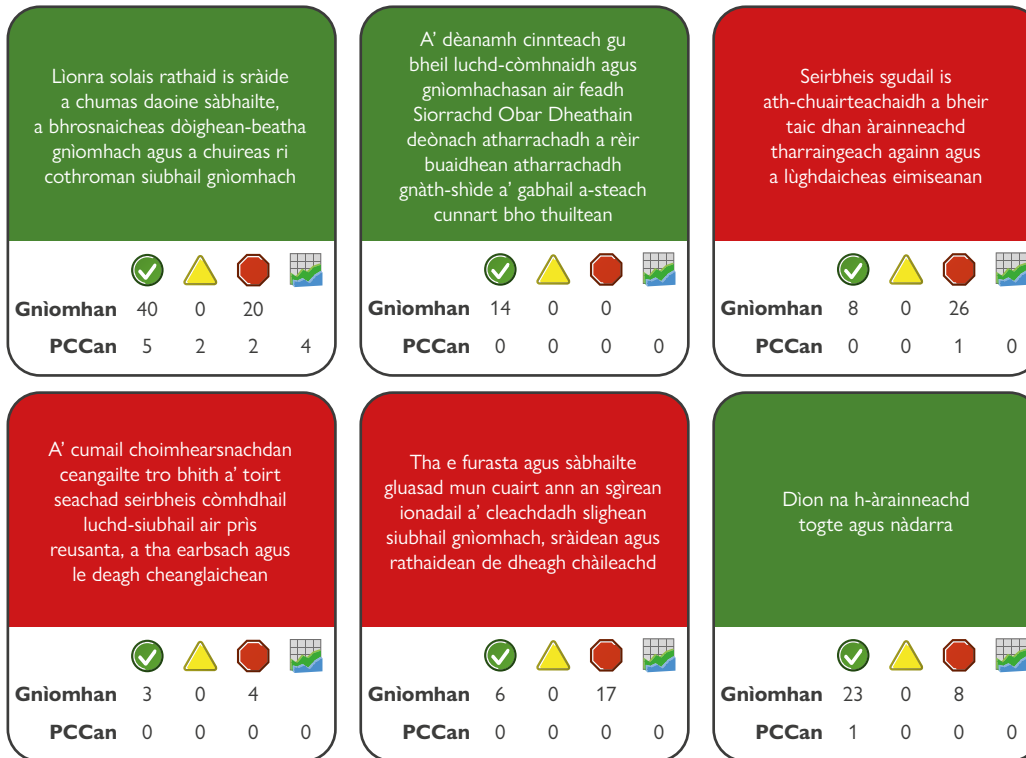 Lìonra solais rathaid is sràide
a chumas daoine sàbhailte,
a bhrosnaicheas dòighean-beatha
gnìomhach agus a chuireas ri
cothroman siubhail gnìomhach
Gnìomhan 40 0 20
PCCan 5 2 2 4
A' dèanamh cinnteach gu
bheil luchd-còmhnaidh agus
gnìomhachasan air feadh
Siorrachd Obar Dheathain
deònach atharrachadh a rèir
buaidhean atharrachadh
gnàth-shìde a' gabhail a-steach
cunnart bho thuiltean
Gnìomhan 14 0 0
PCCan 0 0 0 0
Seirbheis sgudail is
ath-chuairteachaidh a bheir
taic dhan àrainneachd
tharraingeach againn agus
a lùghdaicheas eimiseanan
Gnìomhan 8 0 26
PCCan 0 0 1 0
A' cumail choimhearsnachdan
ceangailte tro bhith a' toirt
seachad seirbheis còmhdhail
luchd-siubhail air prìs
reusanta, a tha earbsach agus
le deagh cheanglaichean
Gnìomhan 3 0 4
PCCan 0 0 0 0
Tha e furasta agus sàbhailte
gluasad mun cuairt ann an sgìrean
ionadail a' cleachdadh slighean
siubhail gnìomhach, sràidean agus
rathaidean de dheagh chàileachd
Gnìomhan 6 0 17
PCCan 0 0 0 0
Dìon na h-àrainneachd
togte agus nàdarra
Gnìomhan 23 0 8
PCCan 1 0 0 0